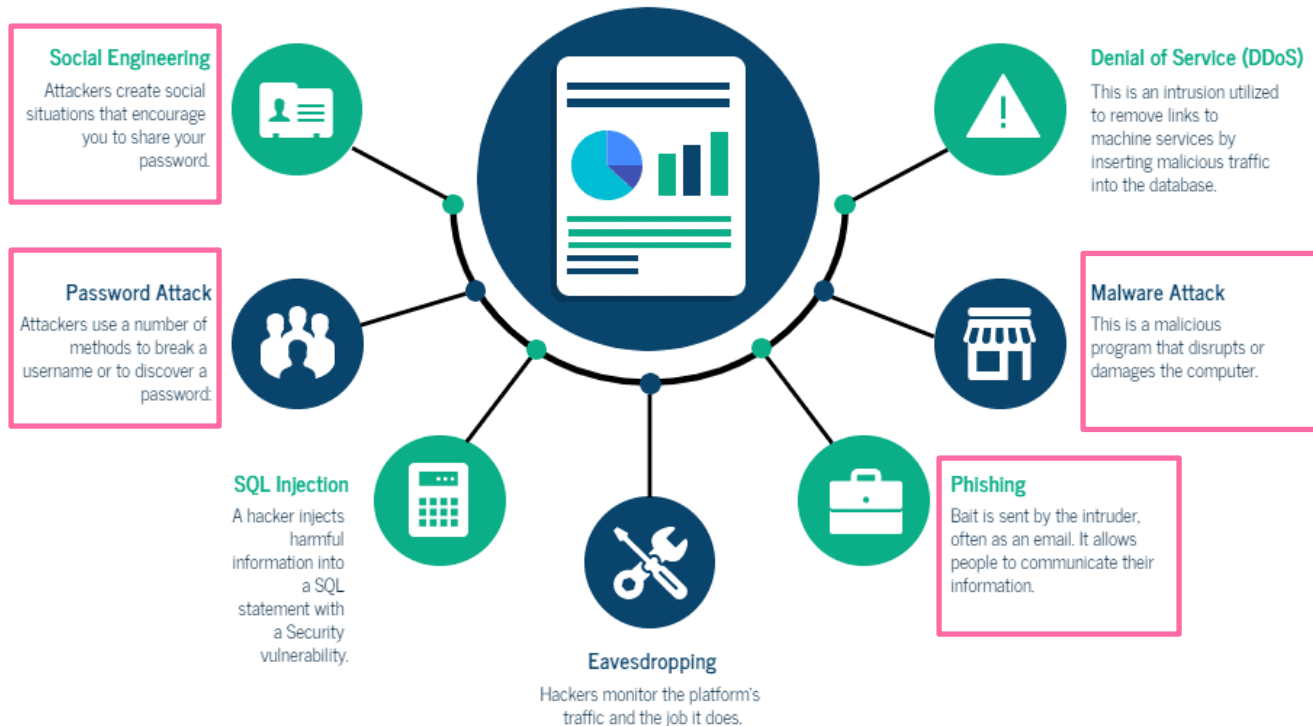 Social Engineering
Attackers create social
situations that encourage
you to share your
password.
Denial of Service (DDoS)
This is an intrusion utilized
to remove links to
machine services by
inserting malicious traffic
into the database.
Password Attack
Attackers use a number of
methods to break a
username or to discover a
password:
Malware Attack
This is a malicious
program that disrupts or
damages the computer.
SQL Injection
A hacker injects
harmful
information into
a SQL
statement with
a Security
vulnerability.
Phishing
Bait is sent by the intruder,
often as an email. It allows
people to communicate their
information.
Eavesdropping
Hackers monitor the platform's
traffic and the job it does.